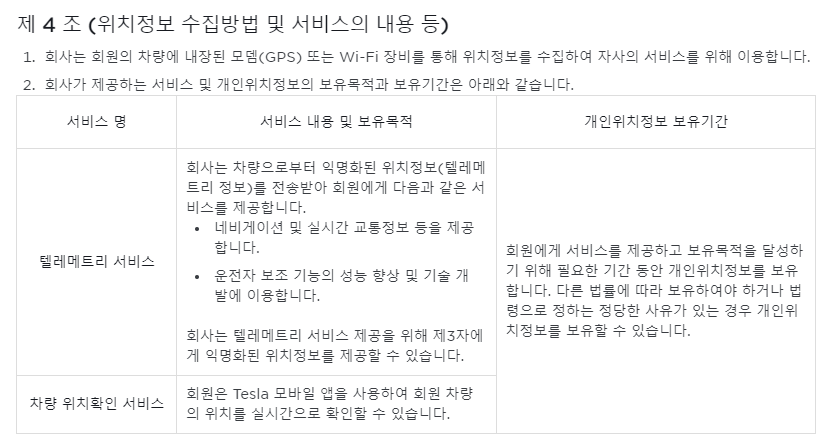 제 4 조 (위치정보 수집방법 및 서비스의 내용 등)
1. 회사는 회원의 차량에 내장된 모뎀(GPS) 또는 Wi-Fi 장비를 통해 위치정보를 수집하여 자사의 서비스를 위해 이용합니다.
2. 회사가 제공하는 서비스 및 개인위치정보의 보유목적과 보유기간은 아래와 같습니다.
서비스 명
서비스 내용 및 보유목적
개인위치정보 보유기간
텔레메트리 서비스
회사는 차량으로부터 익명화된 위치정보(텔레메
트리 정보)를 전송받아 회원에게 다음과 같은 서
비스를 제공합니다.
• 네비게이션 및 실시간 교통정보 등을 제공
합니다.
• 운전자 보조 기능의 성능 향상 및 기술 개
발에 이용합니다.
회사는 텔레메트리 서비스 제공을 위해 제3자에
게 익명화된 위치정보를 제공할 수 있습니다.
회원에게 서비스를 제공하고 보유목적을 달성하
기 위해 필요한 기간 동안 개인위치정보를 보유
합니다. 다른 법률에 따라 보유하여야 하거나 법
령으로 정하는 정당한 사유가 있는 경우 개인위
치정보를 보유할 수 있습니다.
차량 위치확인 서비스
회원은 Tesla 모바일 앱을 사용하여 회원 차량
의 위치를 실시간으로 확인할 수 있습니다.